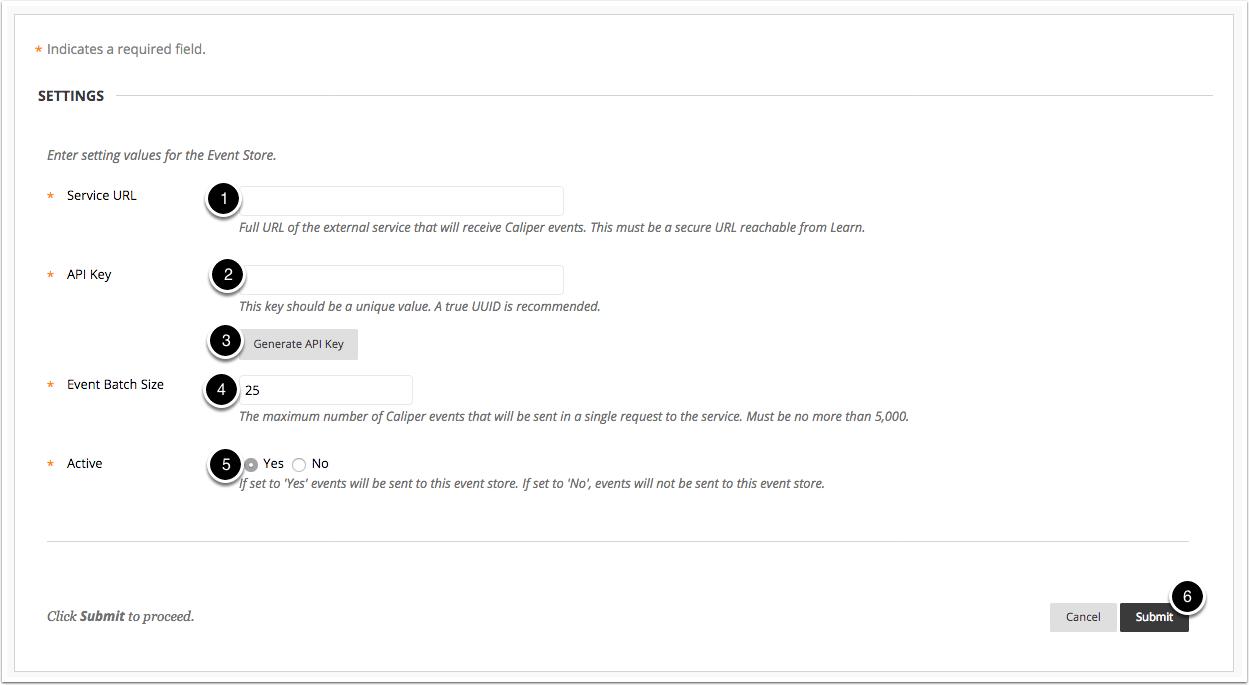 * Indicates a required field.
SETTINGS
Enter setting values for the Event Store.
* Service URL 1
Full URL of the external service that will receive Caliper events. This must be a secure URL reachable from Learn.
* API Key 2
This key should be a unique value. A true UUID is recommended.
3 Generate API Key
* Event Batch Size 4 25
The maximum number of Caliper events that will be sent in a single request to the service. Must be no more than 5,000.
* Active 5 Yes No
If set to 'Yes' events will be sent to this event store. If set to 'No', events will not be sent to this event store.
6
Click Submit to proceed. Cancel Submit